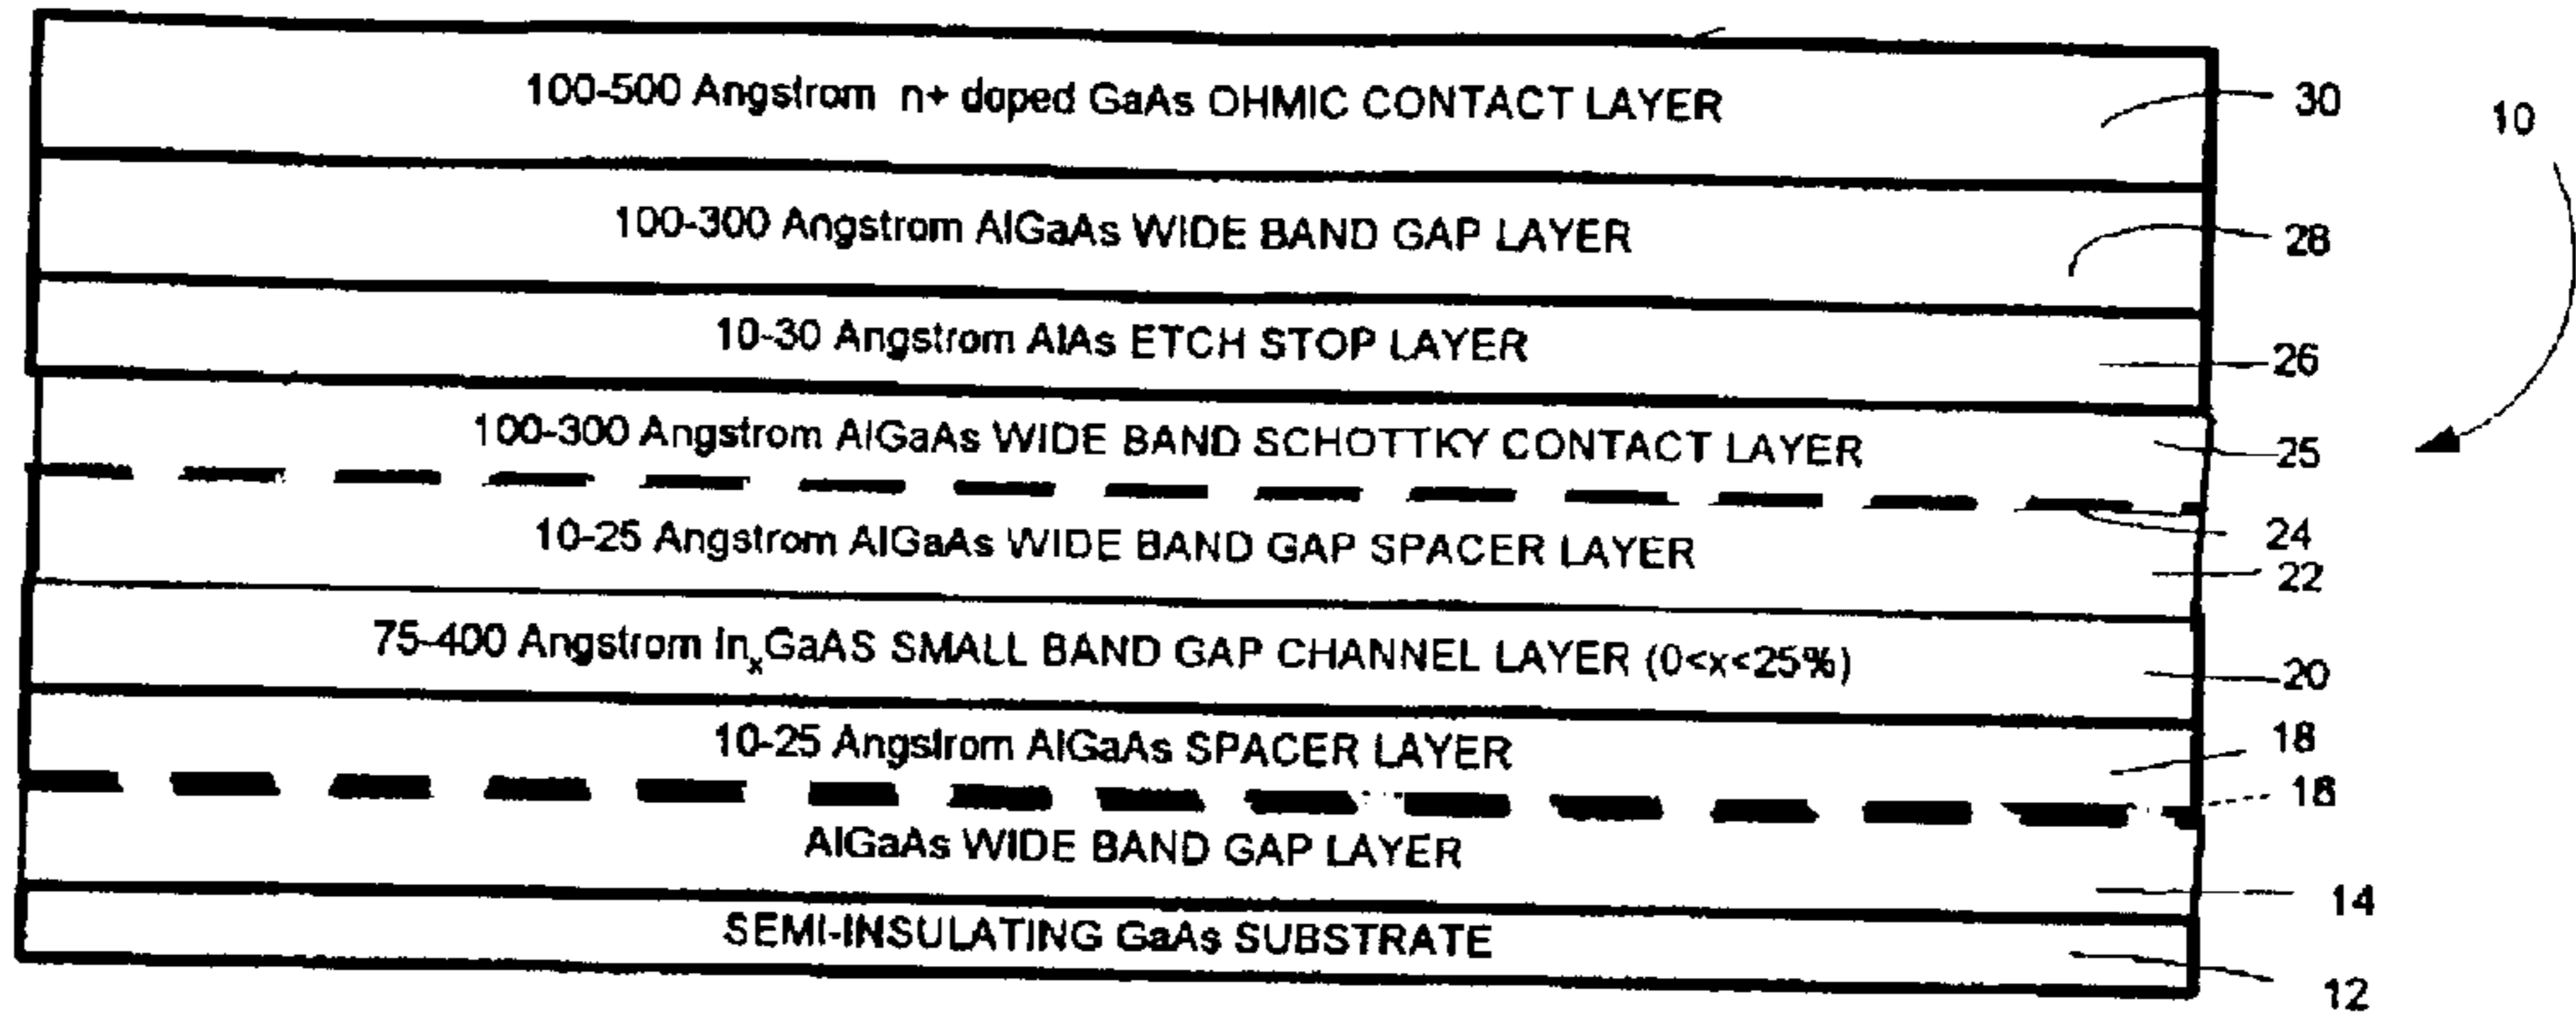 100-500 Angstrom n+ doped GaAs OHMIC CONTACT LAYER
30
10
100-300 Angstrom AlGaAs WIDE BAND GAP LAYER
28
10-30 Angstrom AlAs ETCH STOP LAYER
26
100-300 Angstrom AlGaAs WIDE BAND SCHOTTKY CONTACT LAYER
25
24
10-25 Angstrom AlGaAs WIDE BAND GAP SPACER LAYER
22
75-400 Angstrom InₓGaAS SMALL BAND GAP CHANNEL LAYER (0<x<25%)
20
10-25 Angstrom AlGaAs SPACER LAYER
18
16
AlGaAs WIDE BAND GAP LAYER
14
SEMI-INSULATING GaAs SUBSTRATE
12